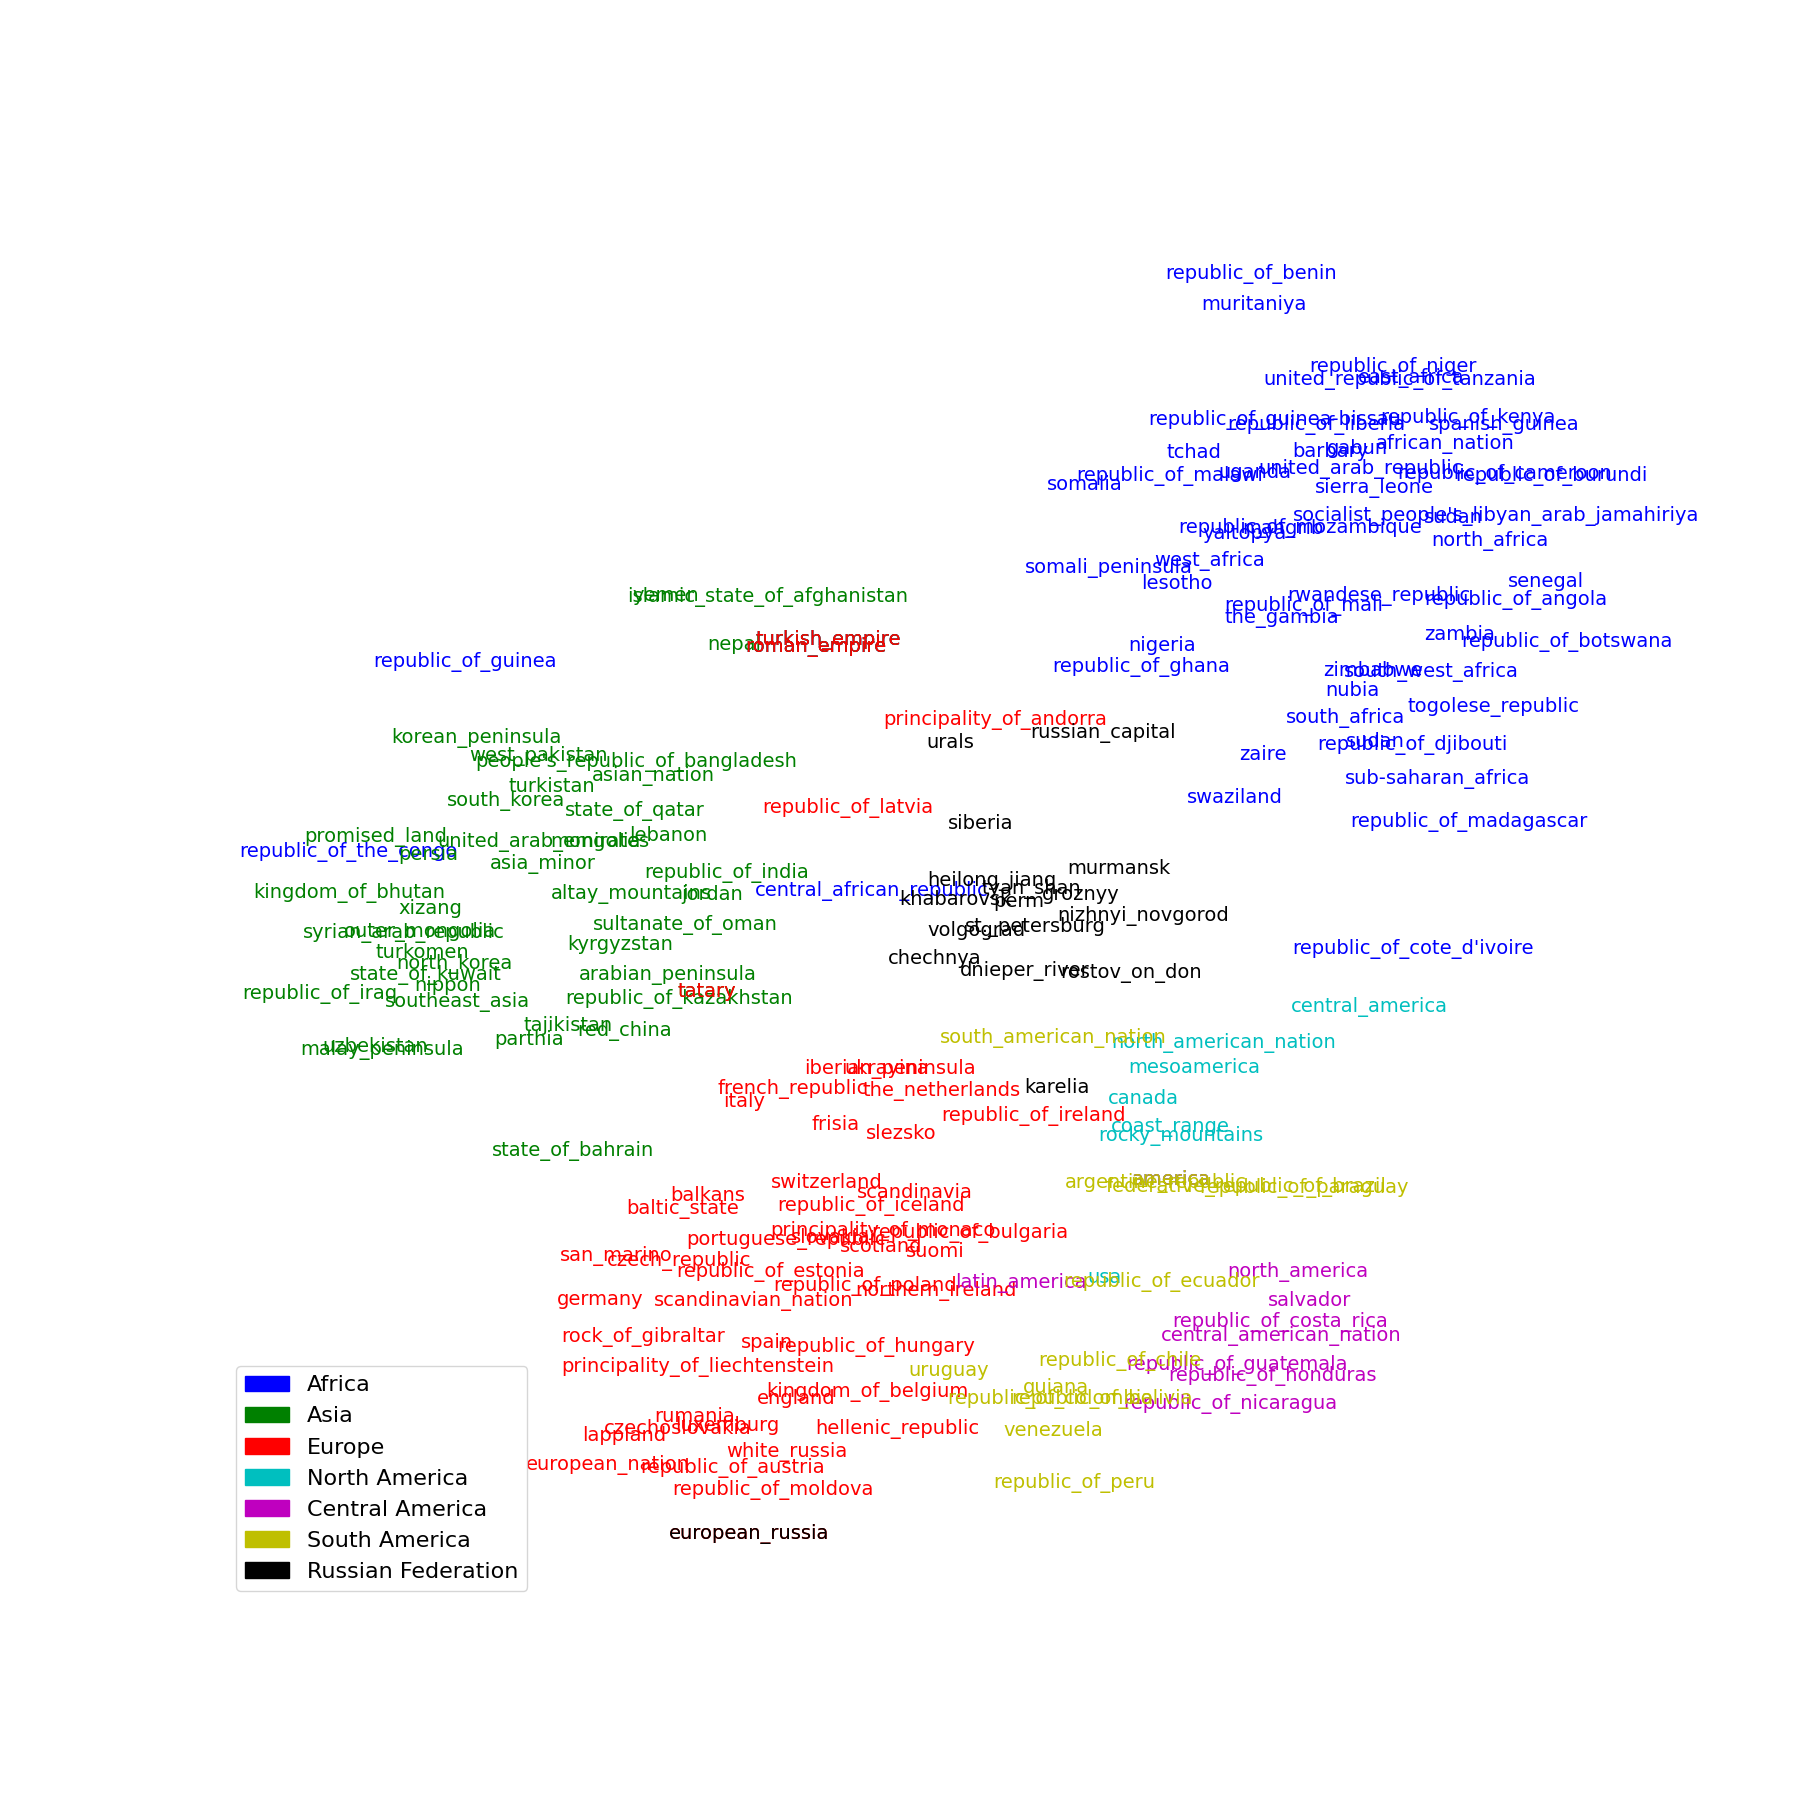 republic_of_benin
muritaniya
republic_of_niger
east_africa
united_republic_of_tanzania
republic_of_guinea-bissau
republic_of_kenya
republic_of_liberia
spanish_guinea
african_nation
gabun
barbary
tchad
united_arab_republic
uganda
republic_of_cameroon
republic_of_malawi
republic_of_burundi
somalia
sierra_leone
socialist_people's_libyan_arab_jamahiriya
sudan
republic_of_mozambique
maagrib
yaltopya
north_africa
west_africa
somali_peninsula
lesotho
senegal
yemen
islamic_state_of_afghanistan
rwandese_republic
republic_of_angola
republic_of_mali
the_gambia
zambia
turkish_empire
republic_of_botswana
nepal
roman_empire
nigeria
republic_of_guinea
republic_of_ghana
zimbabwe
south_west_africa
nubia
togolese_republic
principality_of_andorra
south_africa
russian_capital
korean_peninsula
urals
sudan
republic_of_djibouti
west_pakistan
zaire
people's_republic_of_bangladesh
asian_nation
sub-saharan_africa
turkistan
swaziland
south_korea
republic_of_latvia
state_of_qatar
siberia
republic_of_madagascar
promised_land
lebanon
united_arab_emirates
mongolia
republic_of_the_congo
persia
asia_minor
murmansk
republic_of_india
heilong_jiang
tyan_shan
kingdom_of_bhutan
altay_mountains
jordan
central_african_republic
groznyy
khabarovsk
perm
xizang
nizhnyi_novgorod
sultanate_of_oman
st._petersburg
outer_mongolia
syrian_arab_republic
volgograd
kyrgyzstan
republic_of_cote_d'ivoire
turkomen
chechnya
north_korea
dnieper_river
rostov_on_don
state_of_kuwait
arabian_peninsula
nippon
tatary
republic_of_iraq
republic_of_kazakhstan
southeast_asia
central_america
tajikistan
red_china
south_american_nation
parthia
north_american_nation
uzbekistan
malay_peninsula
iberian_peninsula
ukrayina
mesoamerica
french_republic
karelia
the_netherlands
canada
italy
republic_of_ireland
frisia
coast_range
slezsko
rocky_mountains
state_of_bahrain
america
switzerland
argentine_republic
federative_republic_of_brazil
republic_of_paraguay
scandinavia
balkans
republic_of_iceland
baltic_state
principality_of_monaco
republic_of_bulgaria
slovakia
portuguese_republic
scotland
suomi
san_marino
czech_republic
republic_of_estonia
north_america
usa
latin_america
republic_of_ecuador
republic_of_poland
northern_ireland
germany
scandinavian_nation
salvador
republic_of_costa_rica
rock_of_gibraltar
central_american_nation
spain
republic_of_hungary
republic_of_chile
republic_of_guatemala
principality_of_liechtenstein
uruguay
republic_of_honduras
guiana
kingdom_of_belgium
england
republic_of_colombia
republic_of_bolivia
republic_of_nicaragua
rumania
luxemburg
czechoslovakia
hellenic_republic
venezuela
lappland
white_russia
european_nation
republic_of_austria
republic_of_peru
republic_of_moldova
european_russia
Africa
Asia
Europe
North America
Central America
South America
Russian Federation